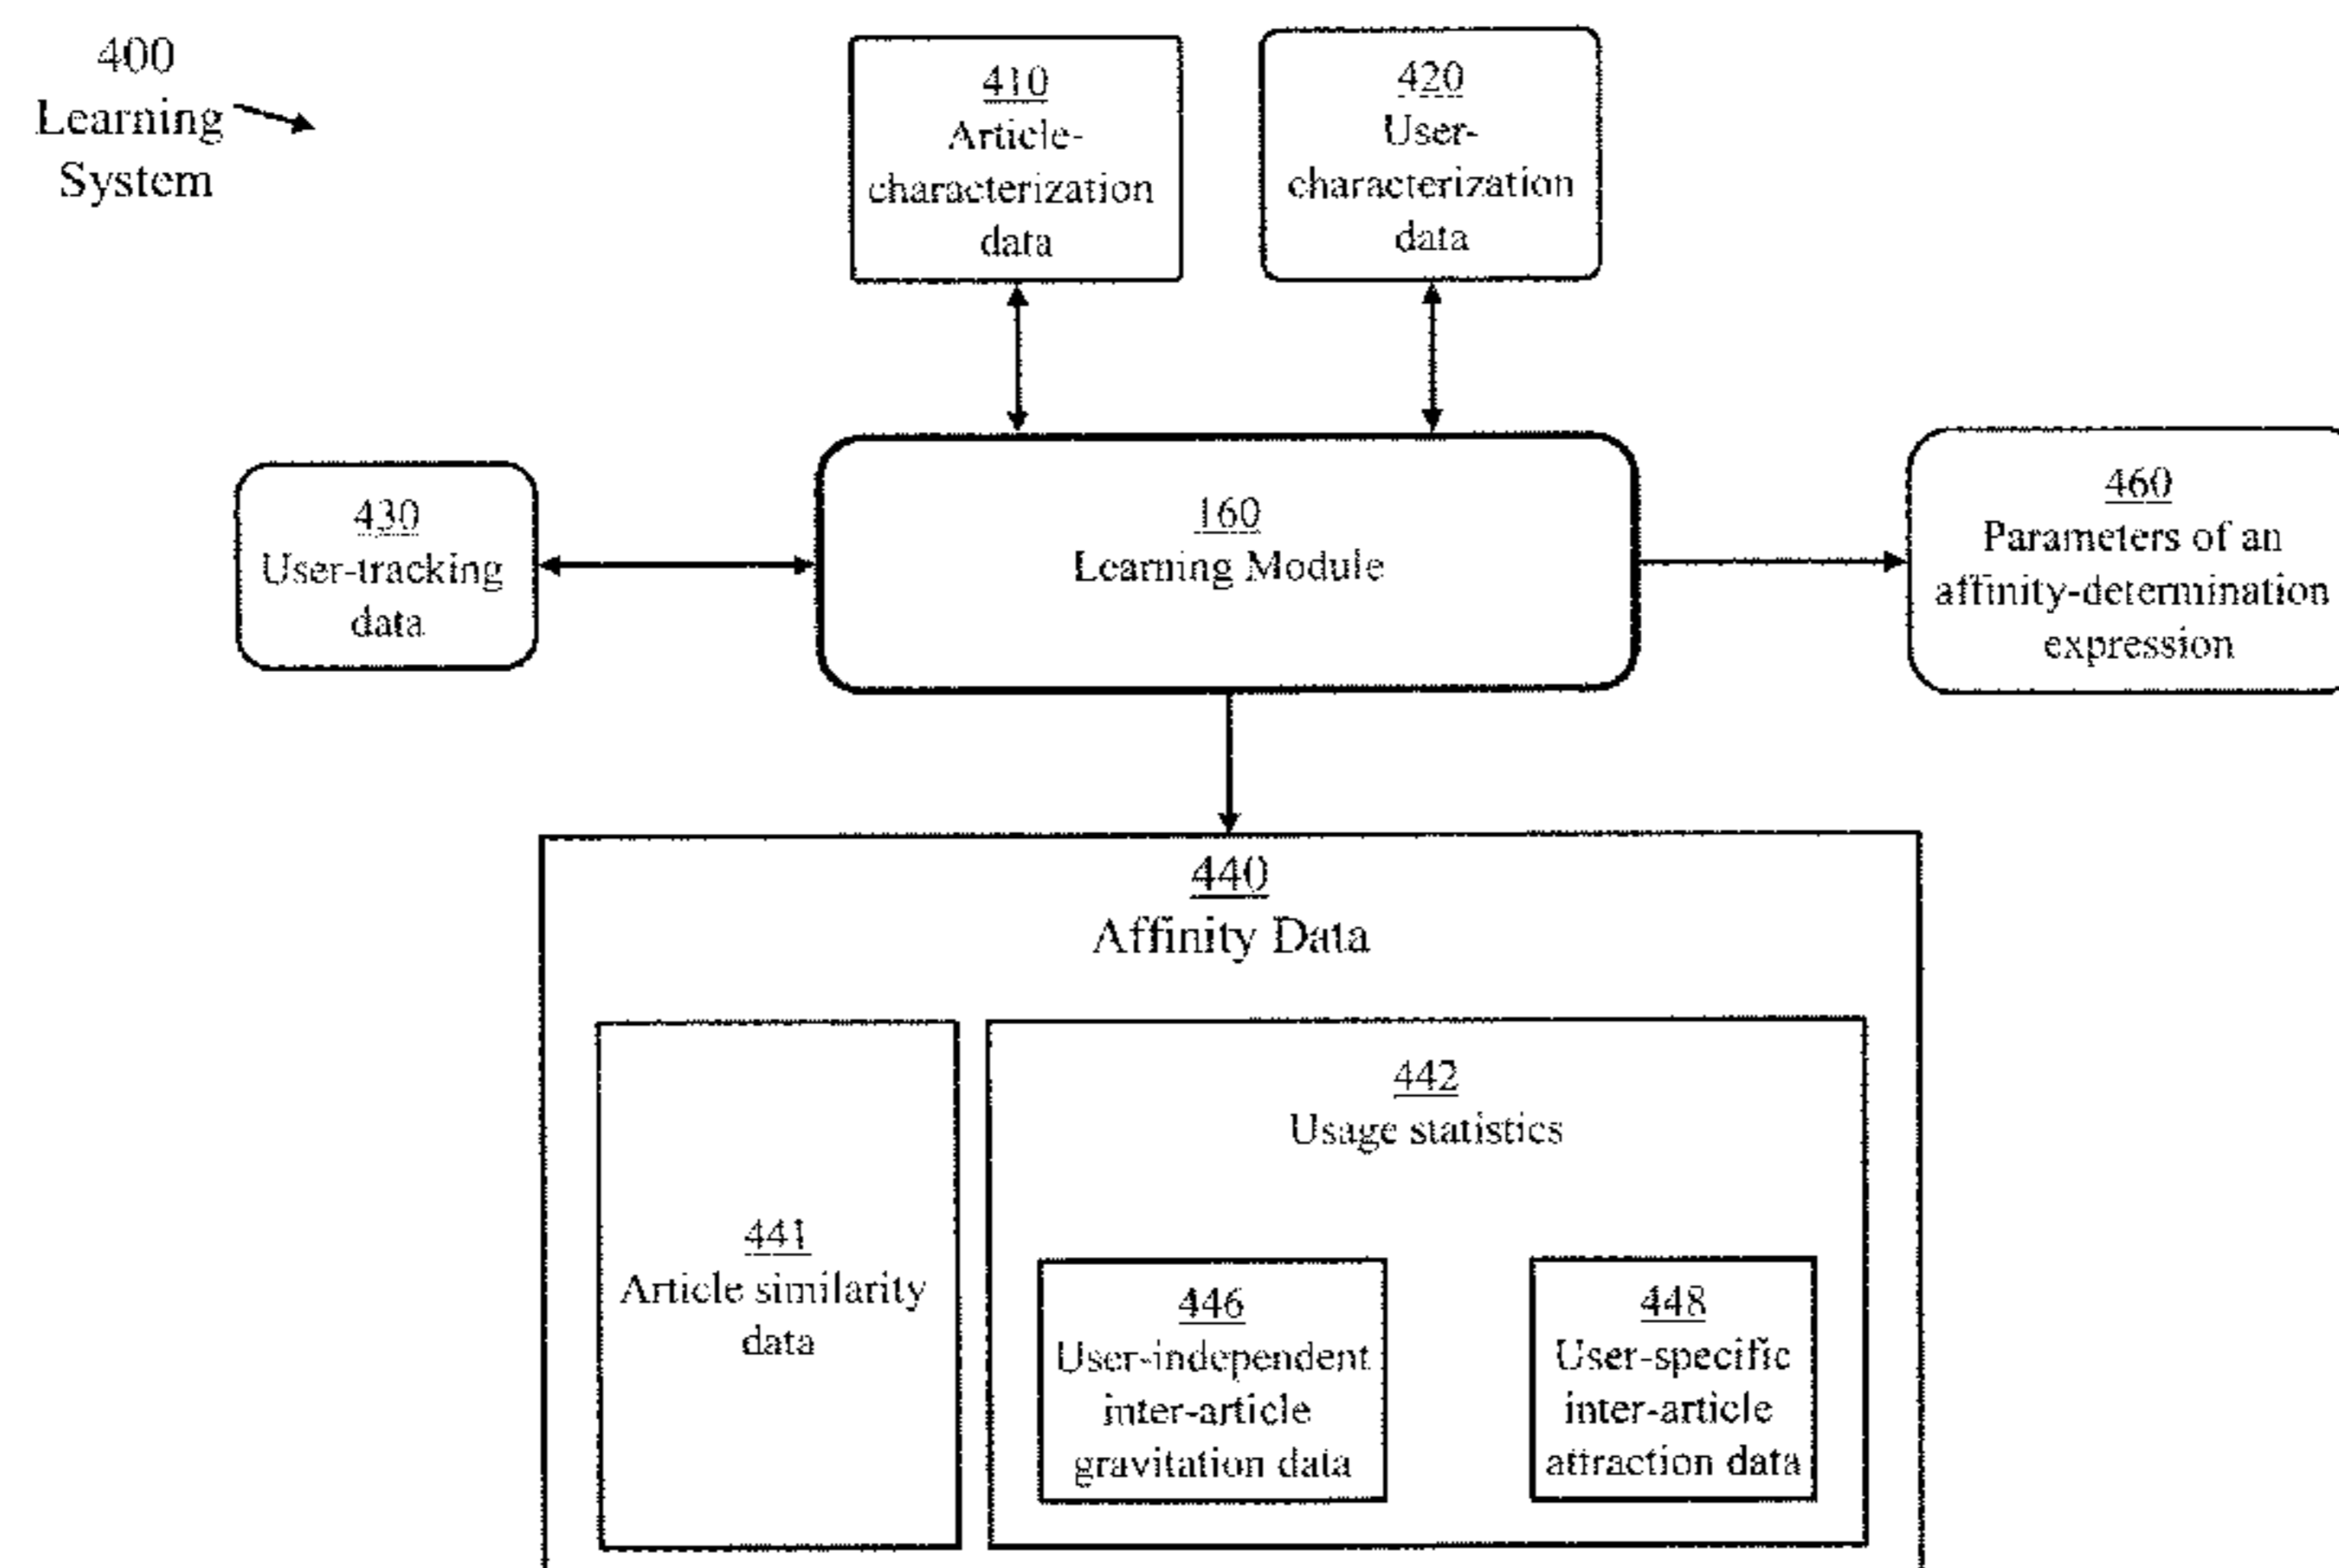 400
Learning
System
410
Article-
characterization
data
420
User-
characterization
data
430
User-tracking
data
160
Learning Module
460
Parameters of an
affinity-determination
expression
440
Affinity Data
441
Article similarity
data
442
Usage statistics
446
User-independent
inter-article
gravitation data
448
User-specific
inter-article
attraction data